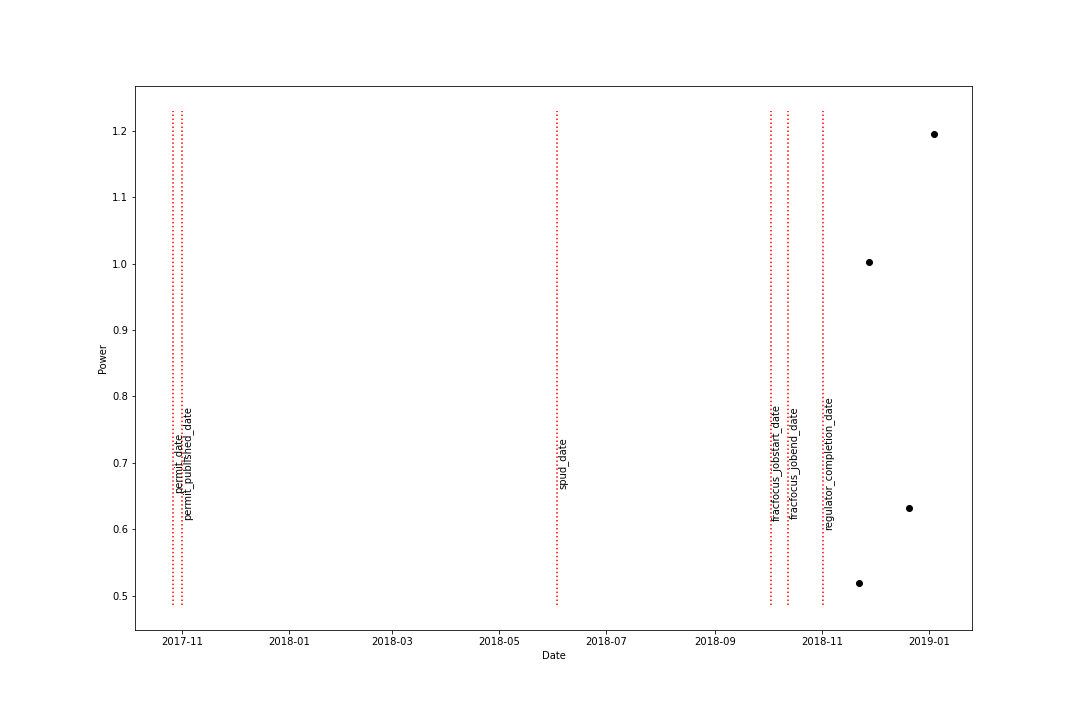 1.2
1.1
1.0
0.9
0.8
0.7
0.6
0.5
Power
permit_date
permit_published_date
spud_date
fracfocus_jobstart_date
fracfocus_jobend_date
regulator_completion_date
2017-11
2018-01
2018-03
2018-05
2018-07
2018-09
2018-11
2019-01
Date